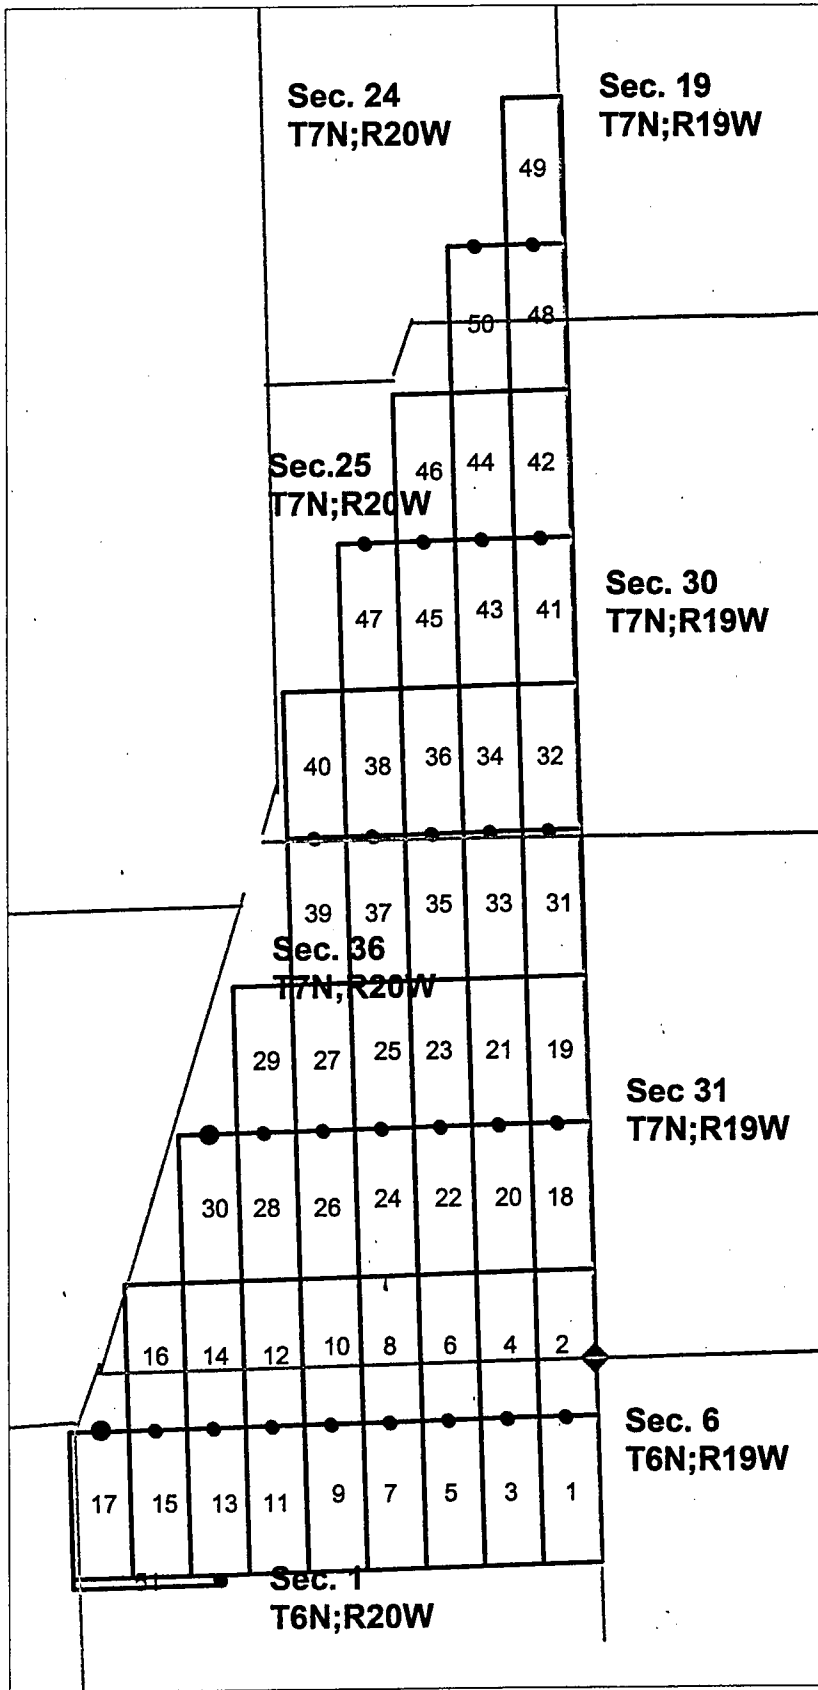 Sec. 24
T7N;R20W
Sec. 19
T7N;R19W
49
50 48
46 44 42
Sec.25
T7N;R20W
47 45 43 41
Sec. 30
T7N;R19W
40 38 36 34 32
39 37 35 33 31
Sec. 36
T7N;R20W
29 27 25 23 21 19
Sec 31
T7N;R19W
30 28 26 24 22 20 18
16 14 12 10 8 6 4 2
Sec. 6
T6N;R19W
17 15 13 11 9 7 5 3 1
51
Sec. 1
T6N;R20W